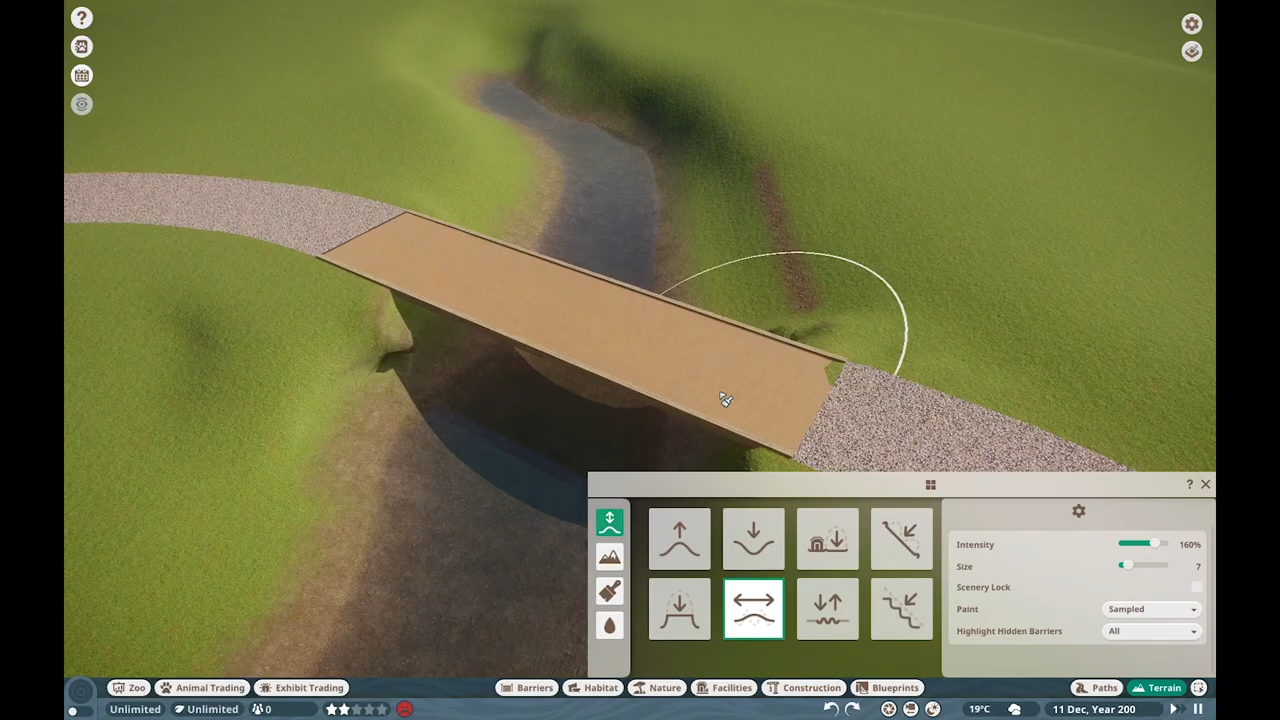 ?
? ×
Intensity 160%
Size 7
Scenery Lock
Paint Sampled
Highlight Hidden Barriers All
Zoo Animal Trading Exhibit Trading Barriers Habitat Nature Facilities Construction Blueprints Paths Terrain
Unlimited Unlimited 0 19°C 11 Dec, Year 200